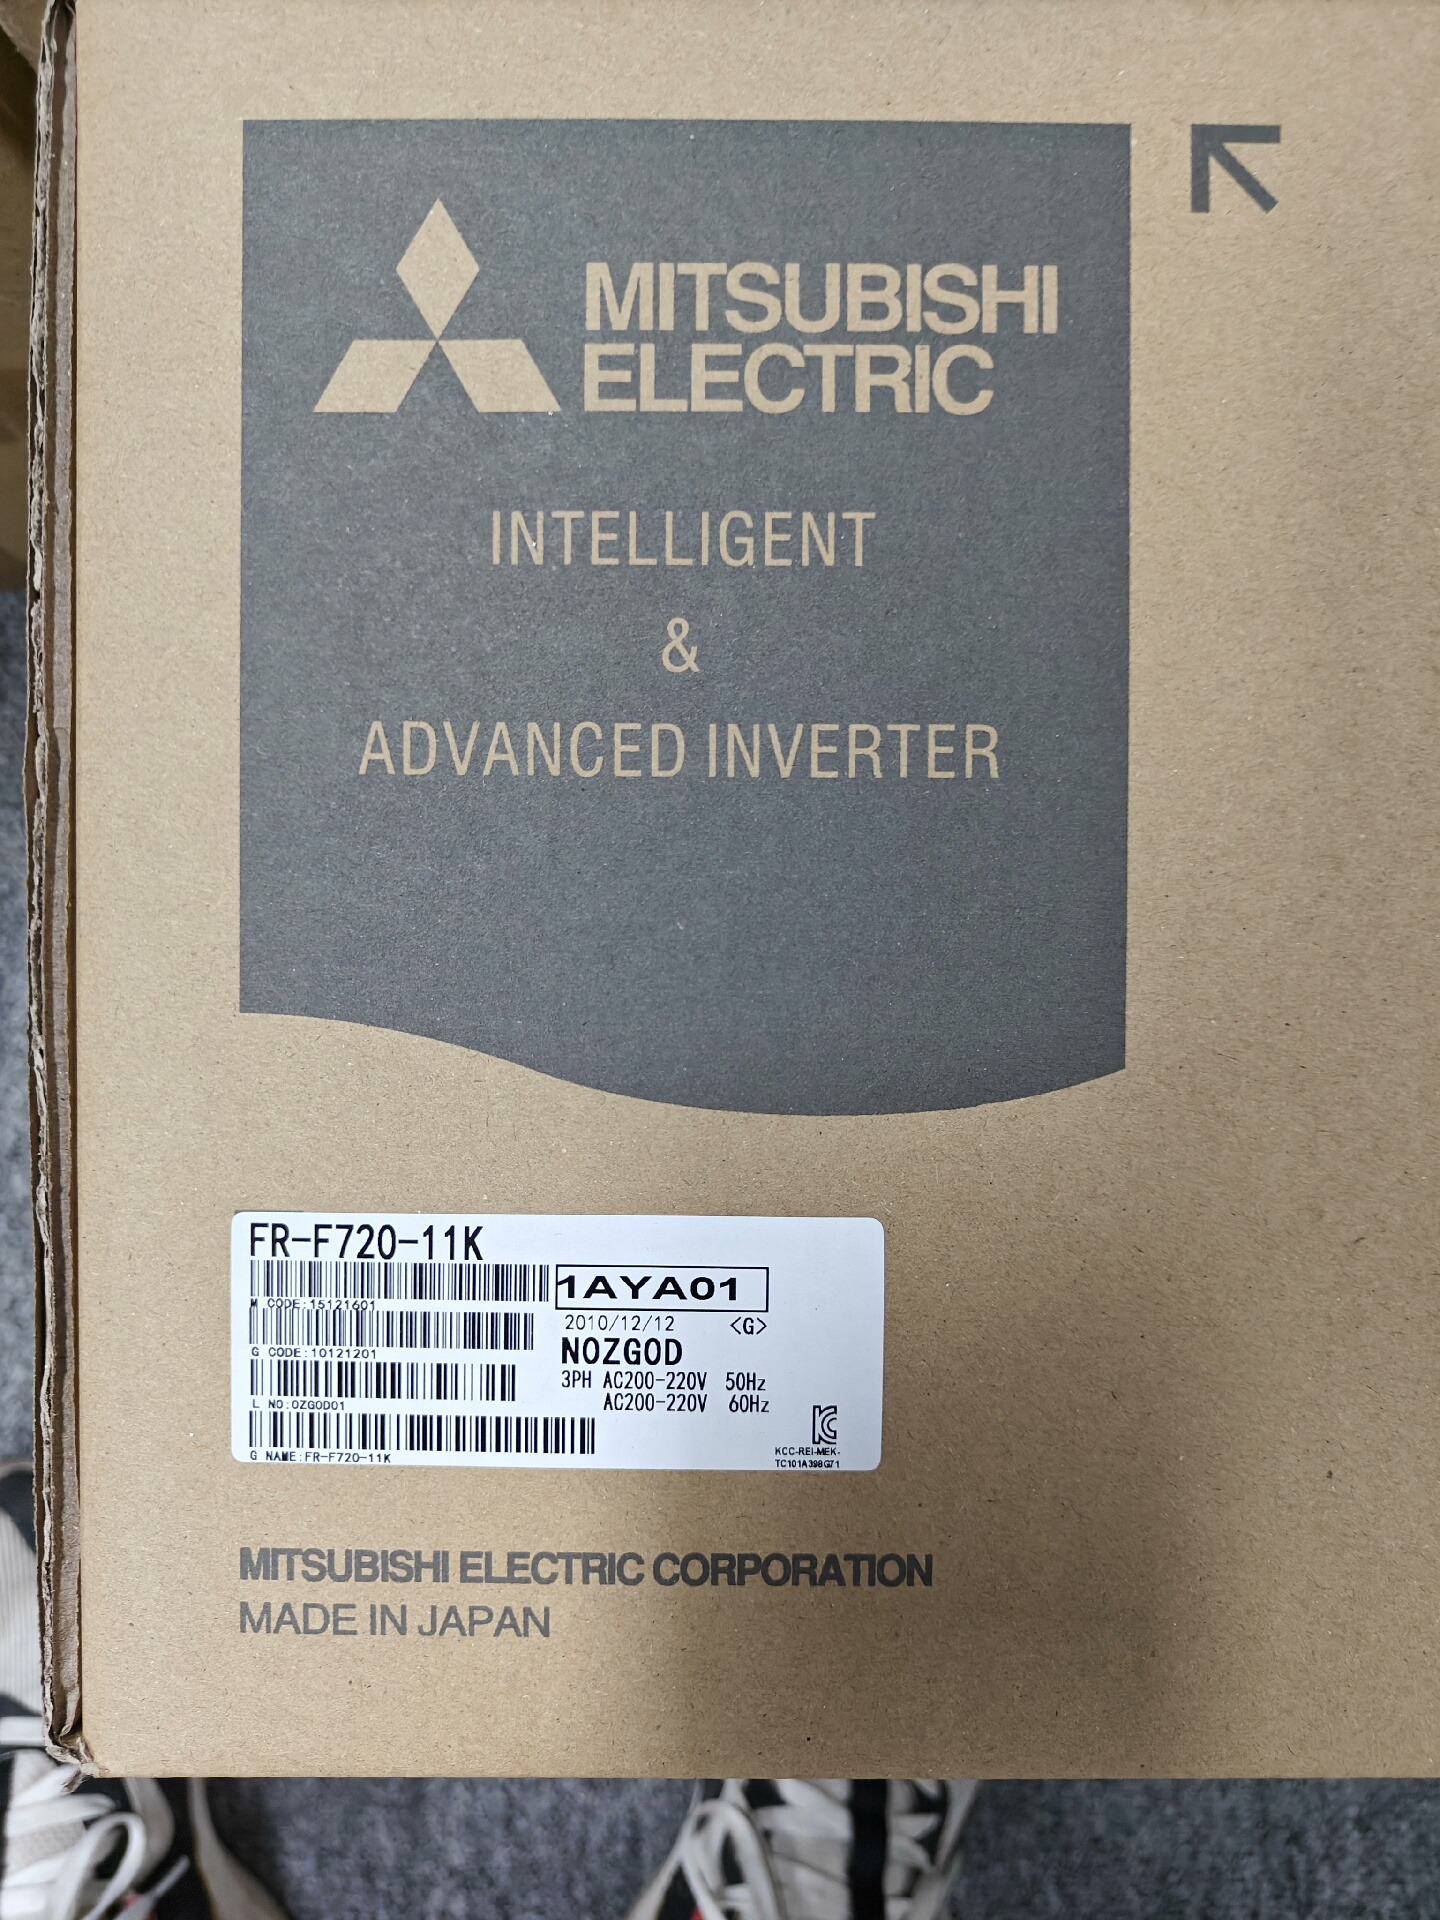 MITSUBISHI
ELECTRIC
INTELLIGENT
&
ADVANCED INVERTER
FR-F720-11K
1AYA01
M CODE:15121601
2010/12/12 <G>
G CODE:10121201
NOZGOD
3PH AC200-220V 50Hz
AC200-220V 60Hz
L NO:OZGOD01
G NAME:FR-F720-11K
KCC-REI-MEK-
TC101A398G71
MITSUBISHI ELECTRIC CORPORATION
MADE IN JAPAN